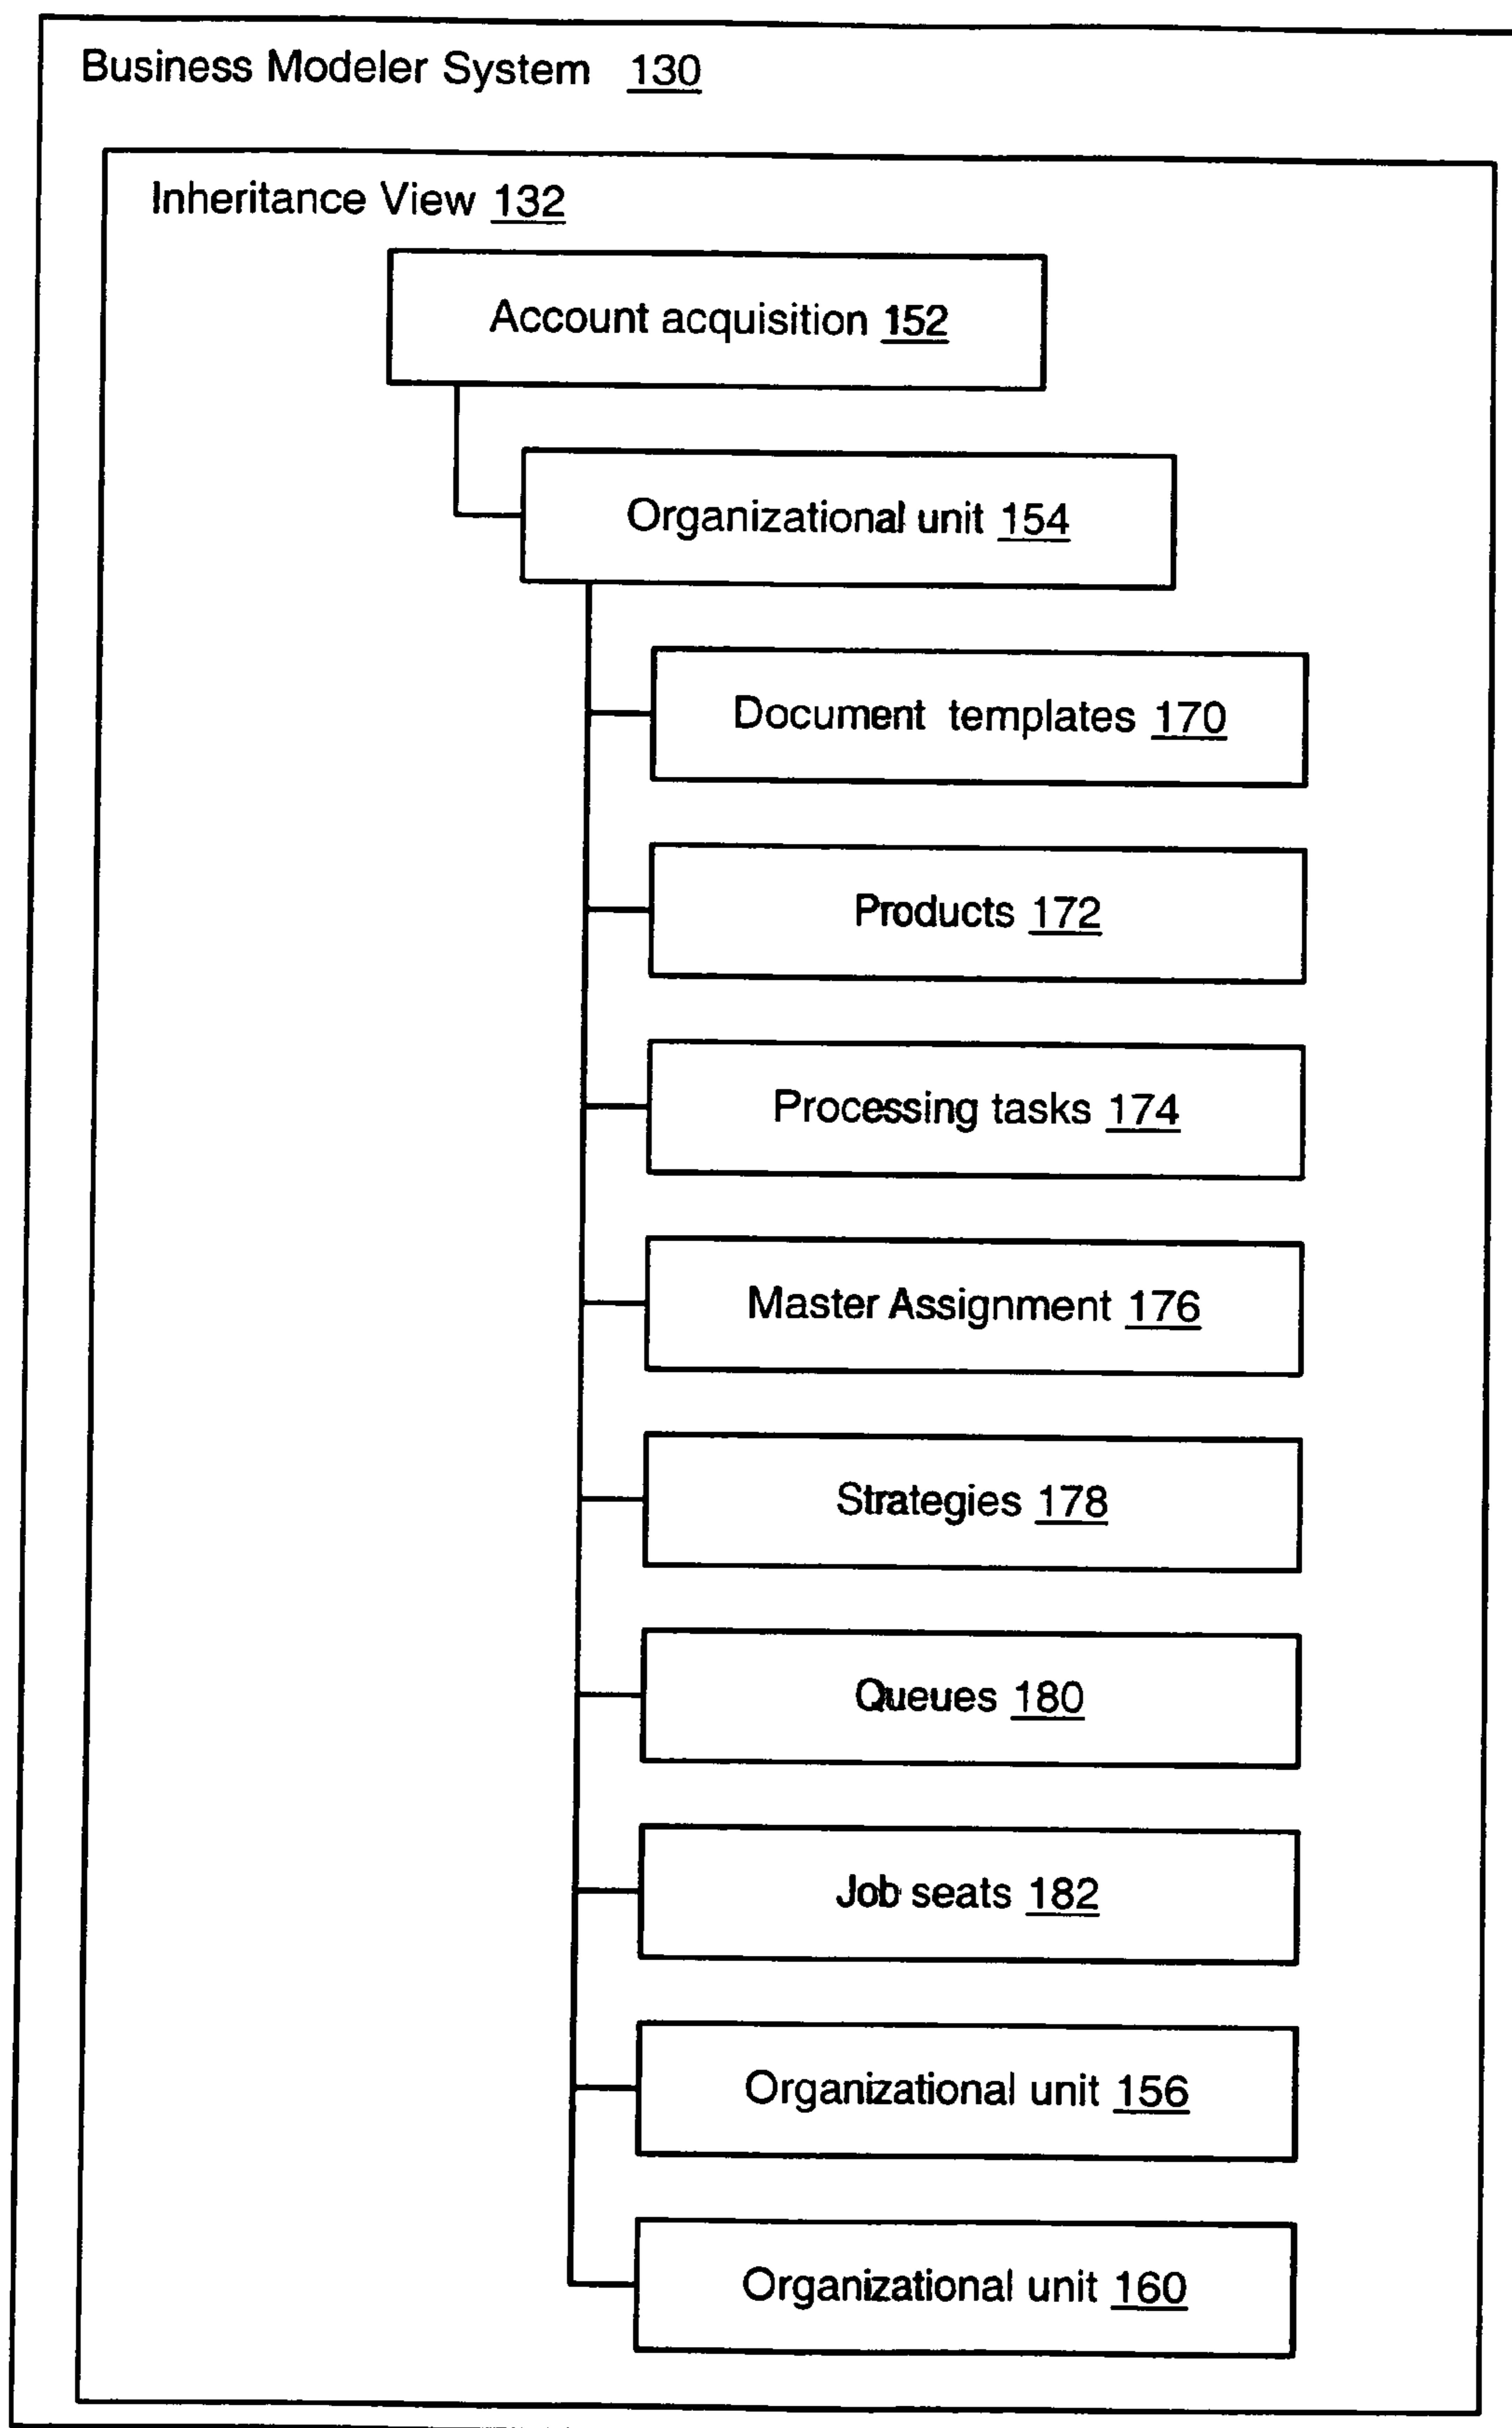 Business Modeler System 130
Inheritance View 132
Account acquisition 152
Organizational unit 154
Document templates 170
Products 172
Processing tasks 174
Master Assignment 176
Strategies 178
Queues 180
Job seats 182
Organizational unit 156
Organizational unit 160